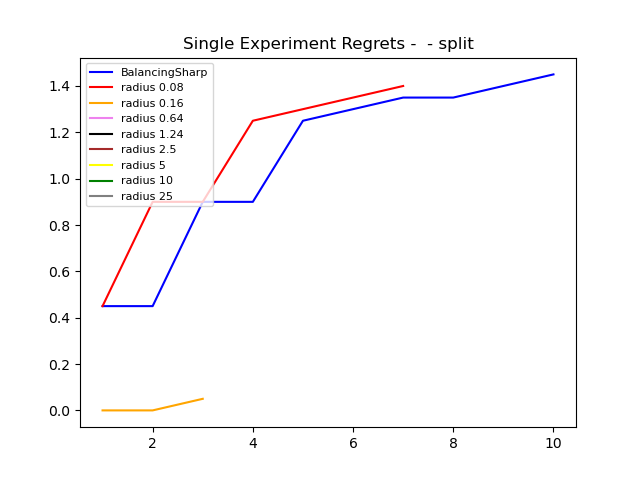 Single Experiment Regrets -  - split
BalancingSharp
radius 0.08
radius 0.16
radius 0.64
radius 1.24
radius 2.5
radius 5
radius 10
radius 25
1.4
1.2
1.0
0.8
0.6
0.4
0.2
0.0
2 4 6 8 10